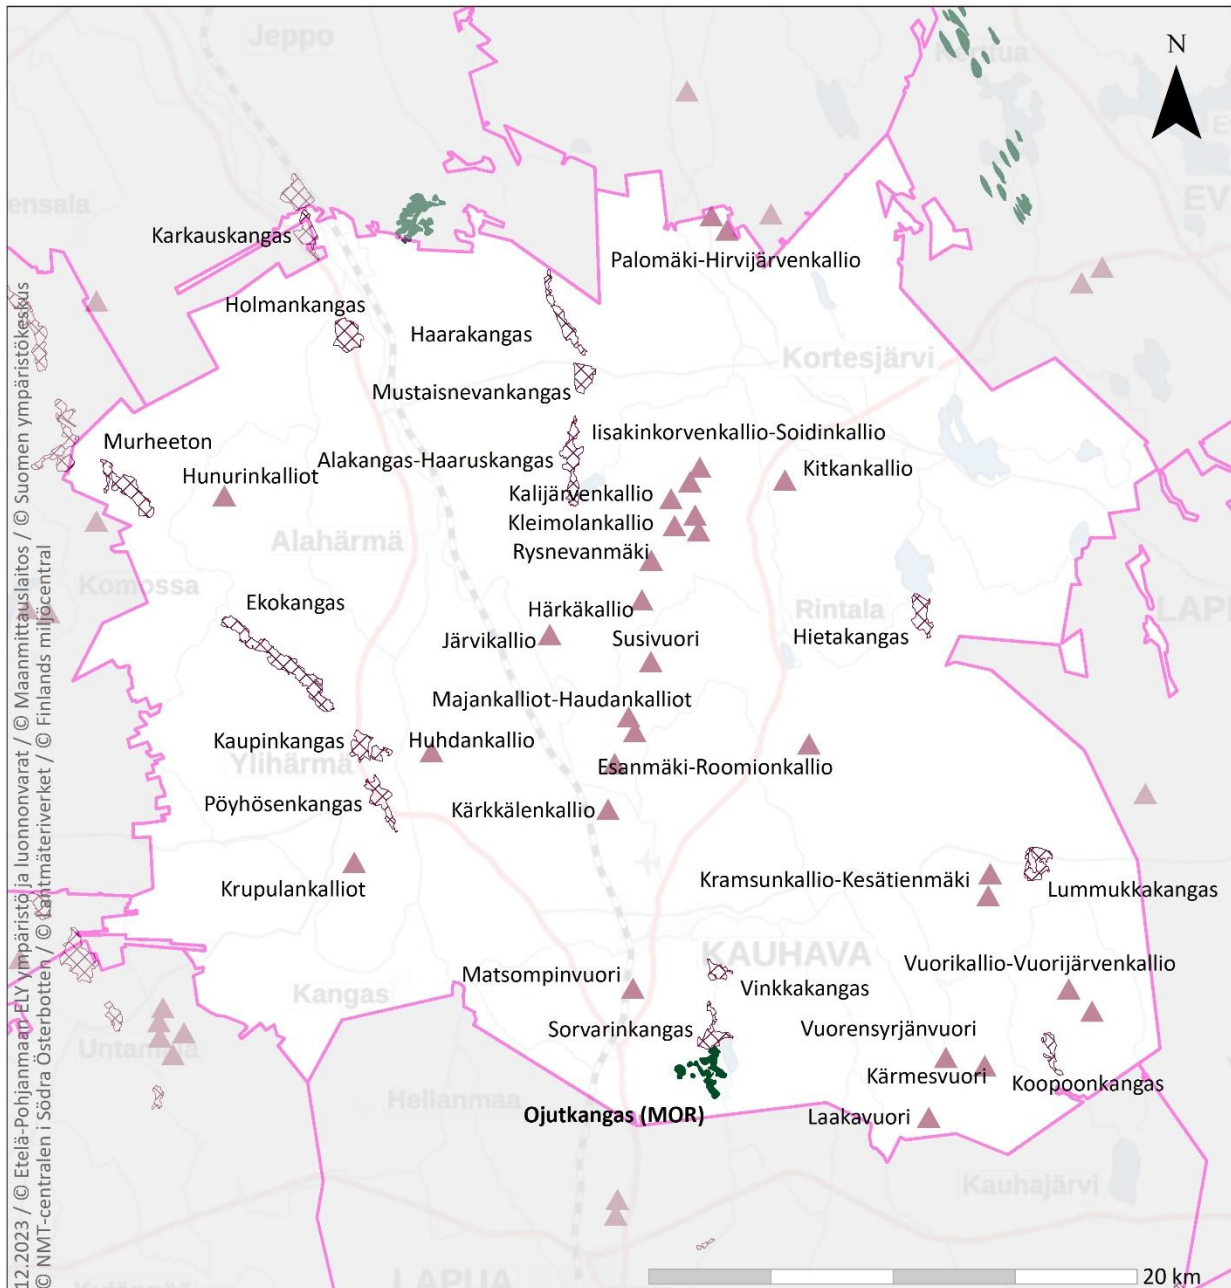 Jeppo
N
ensala
Karkauskangas
Palomäki-Hirvijärvenkallio
Holmankangas
Haarakangas
Kortesjärvi
Mustaisnevankangas
Iisakinkorvenkallio-Soidinkallio
Murheeton
Hunurinkalliot
Alakangas-Haaruskangas
Kitkankallio
Kalijärvenkallio
Kleimolankallio
Alahärmä
Rysnevanmäki
Komossa
Ekokangas
Härkäkallio
Rintala
LAPU
Järvikallio
Susivuori
Hietakangas
Majankalliot-Haudankalliot
Kaupinkangas
Huhdankallio
Ylihärmä
Esanmäki-Roomionkallio
Pöyhösenkangas
Kärkkälenkallio
Krupulankalliot
Kramsunkallio-Kesätienmäki
Lummukkakangas
KAUHAVA
Vuorikallio-Vuorijärvenkallio
Matsompinvuori
Vinkkakangas
Kangas
Sorvarinkangas
Vuorensyrjänvuori
Kärmesvuori
Koopoonkangas
Hellanmaa
Ojutkangas (MOR)
Laakavuori
Kauhajärvi
LAPUA
20 km
12.2023 / © Etelä-Pohjanmaan ELY ympäristö ja luonnonvarat / © Maanmittauslaitos / © Suomen ympäristökeskus
© NMT-centralen i Södra Österbotten / © Lantmäteriverket / © Finlands miljöcentral